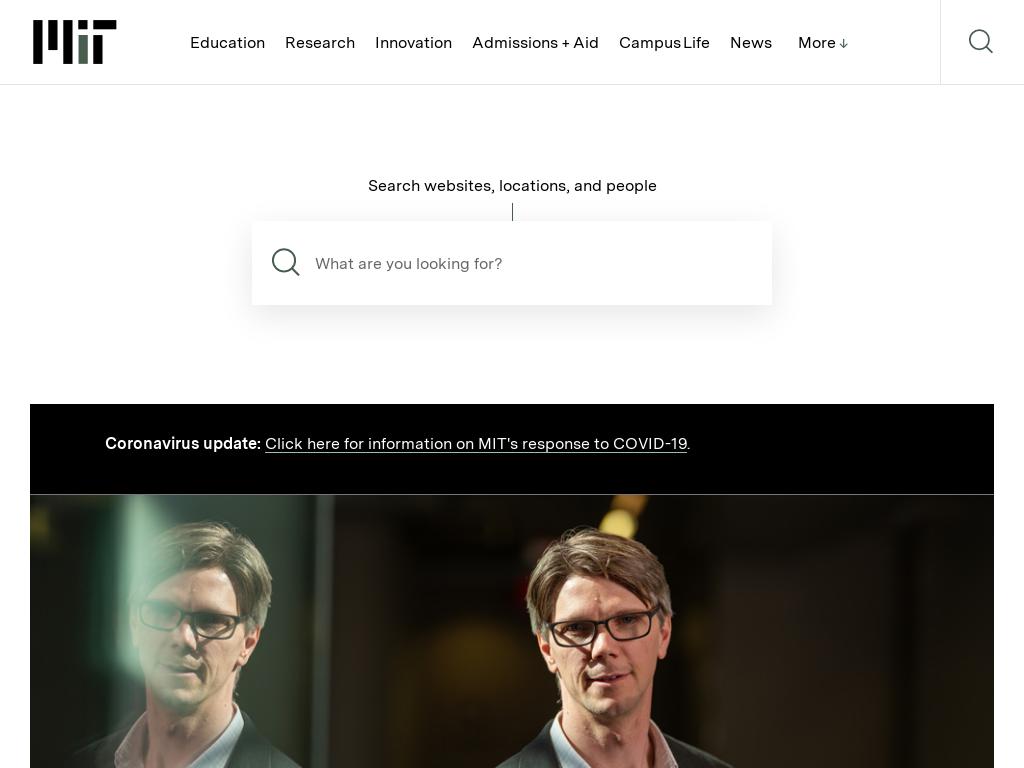 MIT
Education Research Innovation Admissions + Aid Campus Life News More ↓
Search websites, locations, and people
What are you looking for?
Coronavirus update: Click here for information on MIT's response to COVID-19.